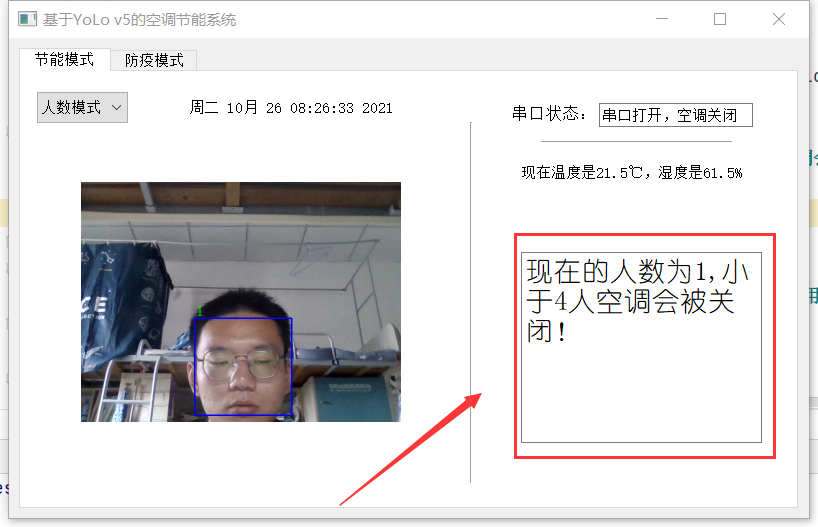 基于YoLo v5的空调节能系统
节能模式 防疫模式
人数模式 周二 10月 26 08:26:33 2021
串口状态： 串口打开，空调关闭
现在温度是21.5℃，湿度是61.5%
现在的人数为1,小
于4人空调会被关
闭!
1